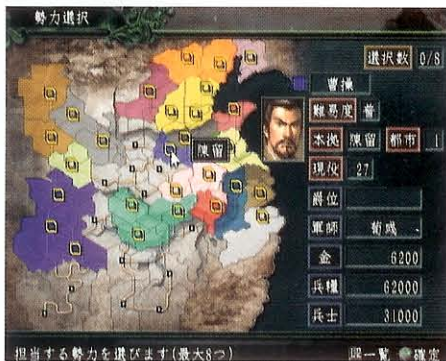 勢力選択
選択数 0/8
曹操
難易度 普
本拠 陳留 都市 1
陳留
現役 27
爵位
軍師 荀彧
金 6200
兵糧 62000
兵士 31000
担当する勢力を選びます(最大8つ)
一覧 確定